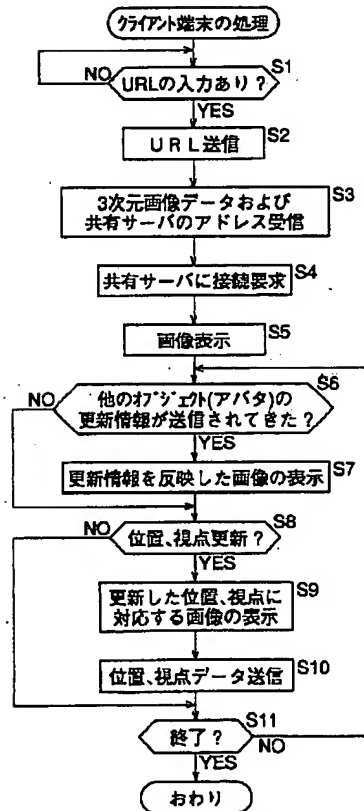 クライアント端末の処理
S1
NO
URLの入力あり?
YES
S2
URL送信
S3
3次元画像データおよび
共有サーバのアドレス受信
S4
共有サーバに接続要求
S5
画像表示
S6
NO
他のオブジェクト(アバタ)の
更新情報が送信されてきた?
YES
S7
更新情報を反映した画像の表示
S8
NO
位置、視点更新?
YES
S9
更新した位置、視点に
対応する画像の表示
S10
位置、視点データ送信
S11
終了?
NO
YES
おわり